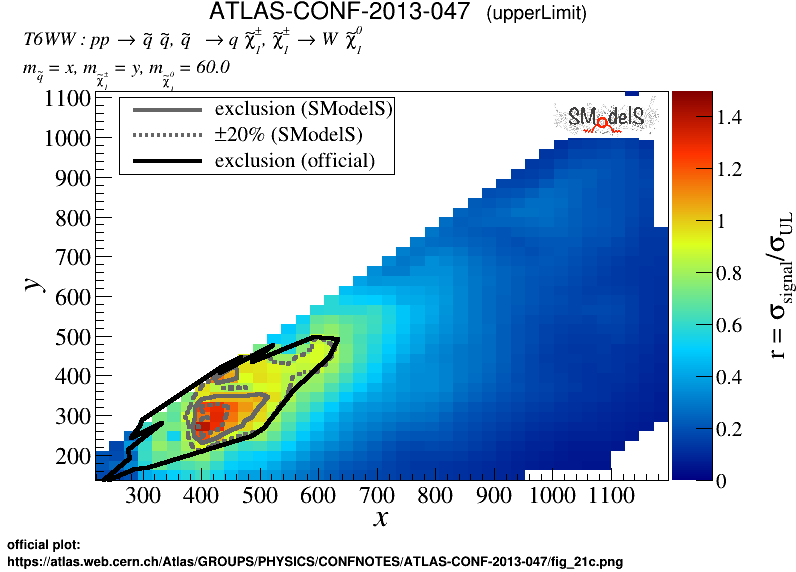 ATLAS-CONF-2013-047 (upperLimit)
T6WW : pp → q̃ q̃, q̃ → q χ̃₁±, χ̃₁± → W χ̃₁⁰
m_q̃ = x, m_χ̃₁± = y, m_χ̃₁⁰ = 60.0
exclusion (SModelS)
±20% (SModelS)
exclusion (official)
SModelS
1100
1000
900
800
700
600
500
400
300
200
y
300 400 500 600 700 800 900 1000 1100
x
1.4
1.2
1
0.8
0.6
0.4
0.2
0
r = σ_signal/σ_UL
official plot:
https://atlas.web.cern.ch/Atlas/GROUPS/PHYSICS/CONFNOTES/ATLAS-CONF-2013-047/fig_21c.png